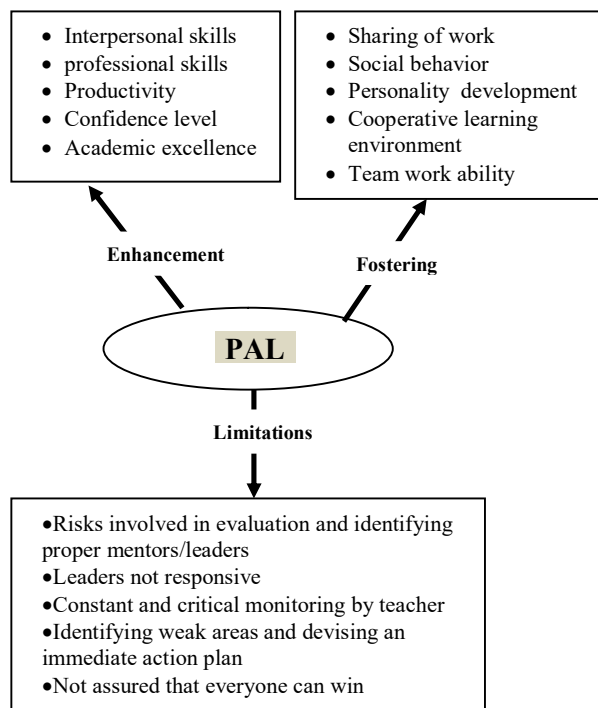 • Interpersonal skills
• professional skills
• Productivity
• Confidence level
• Academic excellence
• Sharing of work
• Social behavior
• Personality development
• Cooperative learning
environment
• Team work ability
Enhancement
Fostering
PAL
Limitations
•Risks involved in evaluation and identifying
proper mentors/leaders
•Leaders not responsive
•Constant and critical monitoring by teacher
•Identifying weak areas and devising an
immediate action plan
•Not assured that everyone can win